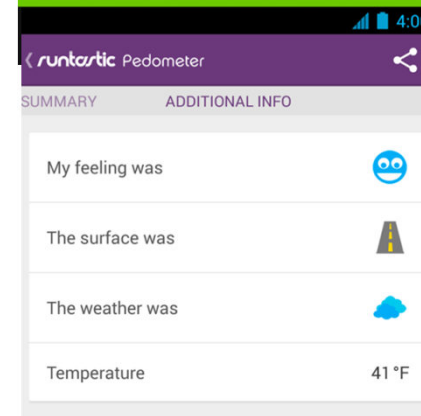 4:0
runtastic Pedometer
SUMMARY ADDITIONAL INFO
My feeling was
The surface was
The weather was
Temperature 41 °F